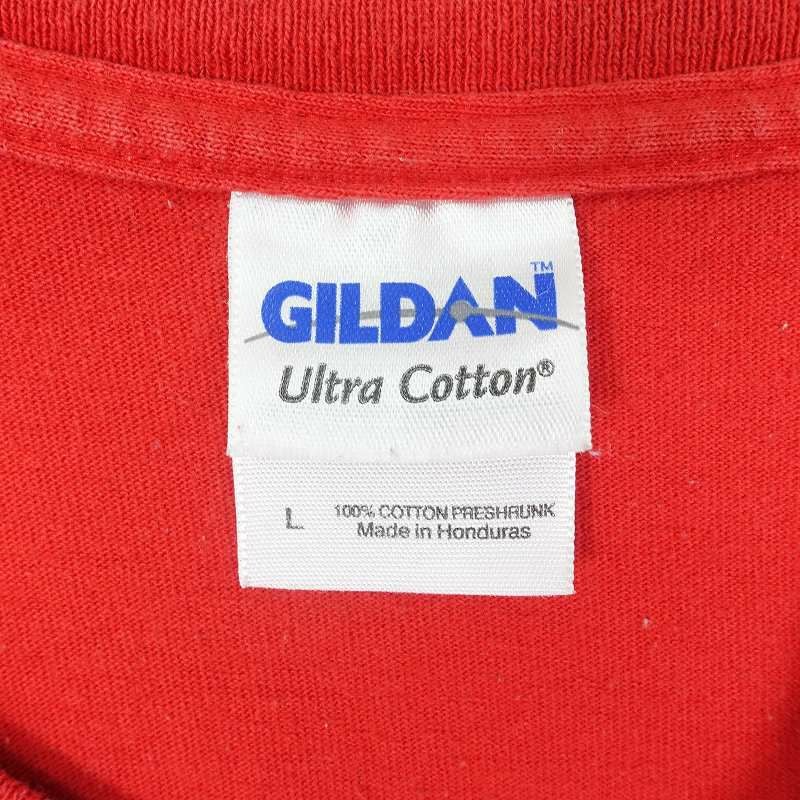 GILDAN™
Ultra Cotton®
L 100% COTTON PRESHRUNK
Made in Honduras